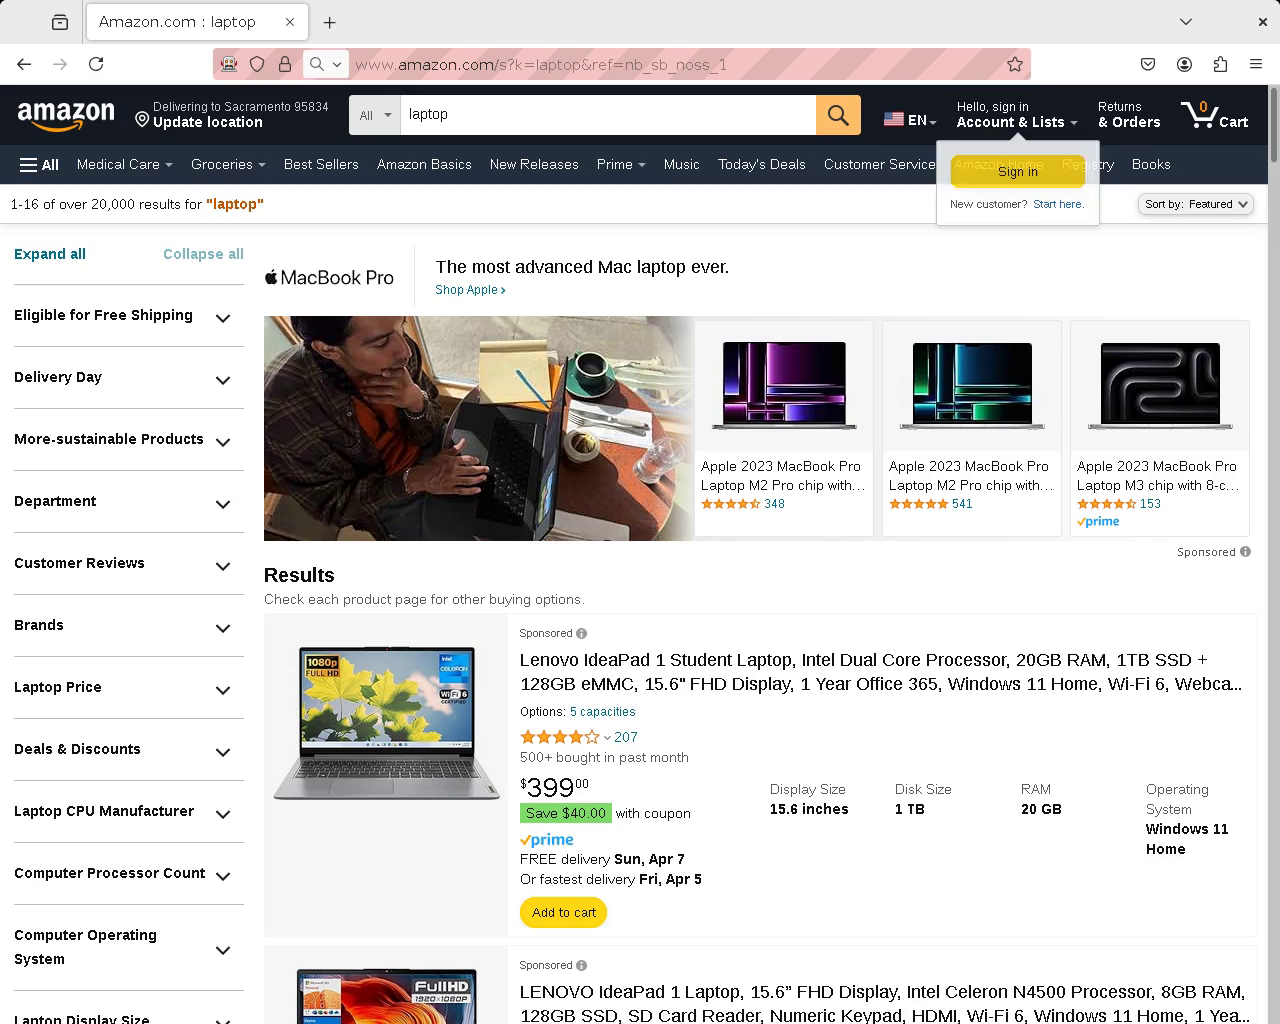 Amazon.com : laptop
www.amazon.com/s?k=laptop&ref=nb_sb_noss_1
amazon
Delivering to Sacramento 95834
Update location
All
laptop
EN
Hello, sign in
Account & Lists
Returns
& Orders
0
Cart
All
Medical Care
Groceries
Best Sellers
Amazon Basics
New Releases
Prime
Music
Today's Deals
Customer Service
Amazon Home
Registry
Books
Sign in
New customer? Start here.
1-16 of over 20,000 results for "laptop"
Sort by: Featured
Expand all
Collapse all
Eligible for Free Shipping
Delivery Day
More-sustainable Products
Department
Customer Reviews
Brands
Laptop Price
Deals & Discounts
Laptop CPU Manufacturer
Computer Processor Count
Computer Operating
System
Laptop Display Size
MacBook Pro
The most advanced Mac laptop ever.
Shop Apple ›
Apple 2023 MacBook Pro
Laptop M2 Pro chip with...
348
Apple 2023 MacBook Pro
Laptop M2 Pro chip with...
541
Apple 2023 MacBook Pro
Laptop M3 chip with 8-c...
153
prime
Sponsored
Results
Check each product page for other buying options.
1080p
FULL HD
intel
CELERON
Wi-Fi 6
CERTIFIED
Sponsored
Lenovo IdeaPad 1 Student Laptop, Intel Dual Core Processor, 20GB RAM, 1TB SSD +
128GB eMMC, 15.6" FHD Display, 1 Year Office 365, Windows 11 Home, Wi-Fi 6, Webca...
Options: 5 capacities
207
500+ bought in past month
$399 00
Save $40.00 with coupon
prime
FREE delivery Sun, Apr 7
Or fastest delivery Fri, Apr 5
Add to cart
Display Size
15.6 inches
Disk Size
1 TB
RAM
20 GB
Operating
System
Windows 11
Home
FullHD
1920x1080P
Sponsored
LENOVO IdeaPad 1 Laptop, 15.6” FHD Display, Intel Celeron N4500 Processor, 8GB RAM,
128GB SSD, SD Card Reader, Numeric Keypad, HDMI, Wi-Fi 6, Windows 11 Home, 1 Yea...